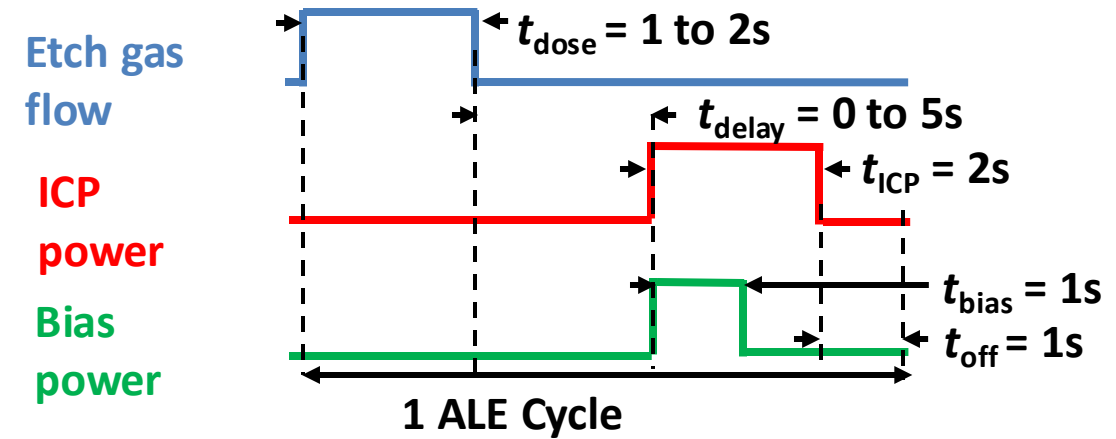 Etch gas
flow
t_dose = 1 to 2s
t_delay = 0 to 5s
ICP
power
t_ICP = 2s
Bias
power
t_bias = 1s
t_off = 1s
1 ALE Cycle